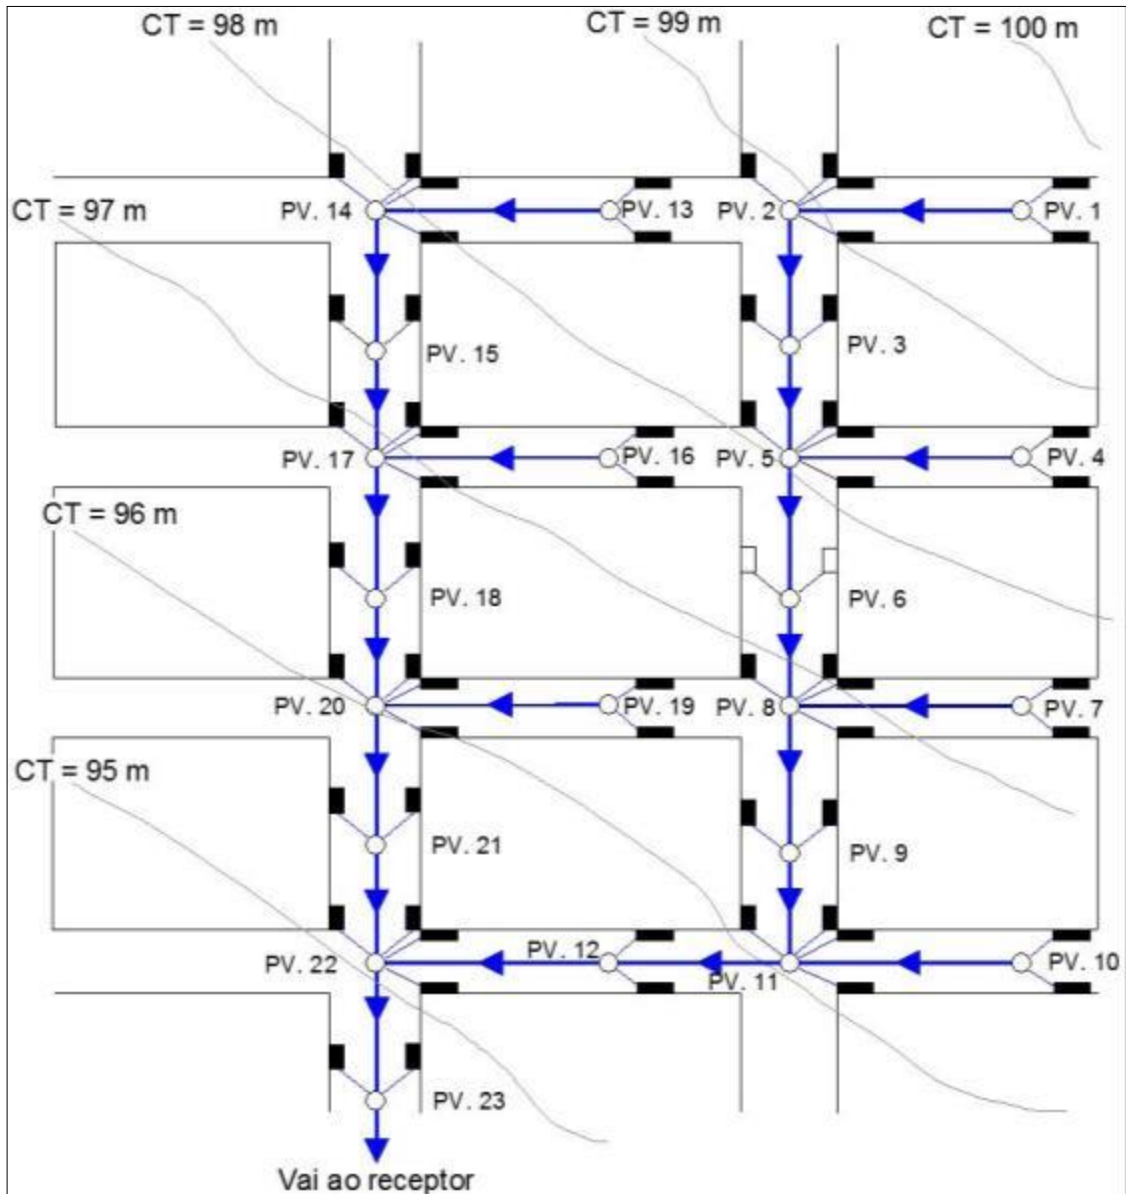 CT = 98 m
CT = 99 m
CT = 100 m
CT = 97 m
PV. 14
PV. 13
PV. 2
PV. 1
PV. 15
PV. 3
PV. 17
PV. 16
PV. 5
PV. 4
CT = 96 m
PV. 18
PV. 6
PV. 20
PV. 19
PV. 8
PV. 7
CT = 95 m
PV. 21
PV. 9
PV. 22
PV. 12
PV. 11
PV. 10
PV. 23
Vai ao receptor